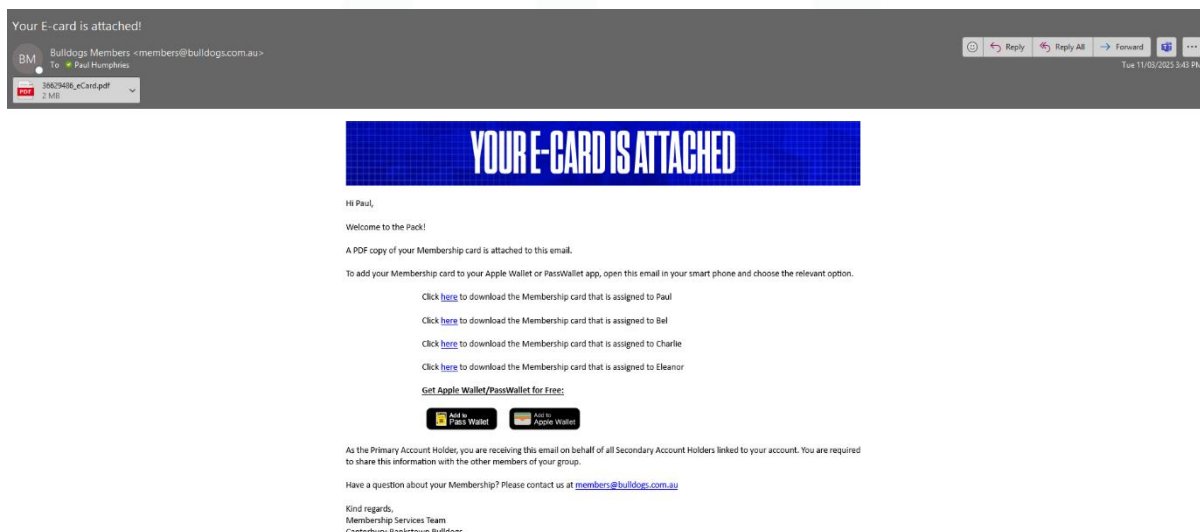 Your E-card is attached!
BM
Bulldogs Members <members@bulldogs.com.au>
To Paul Humphries
Reply
Reply All
Forward
Tue 11/03/2025 3:43 PM
PDF
36629486_eCard.pdf
2 MB
YOUR E-CARD IS ATTACHED
Hi Paul,
Welcome to the Pack!
A PDF copy of your Membership card is attached to this email.
To add your Membership card to your Apple Wallet or PassWallet app, open this email in your smart phone and choose the relevant option.
Click here to download the Membership card that is assigned to Paul
Click here to download the Membership card that is assigned to Bel
Click here to download the Membership card that is assigned to Charlie
Click here to download the Membership card that is assigned to Eleanor
Get Apple Wallet/PassWallet for Free:
Add to
Pass Wallet
Add to
Apple Wallet
As the Primary Account Holder, you are receiving this email on behalf of all Secondary Account Holders linked to your account. You are required
to share this information with the other members of your group.
Have a question about your Membership? Please contact us at members@bulldogs.com.au
Kind regards,
Membership Services Team
Canterbury Bankstown Bulldogs